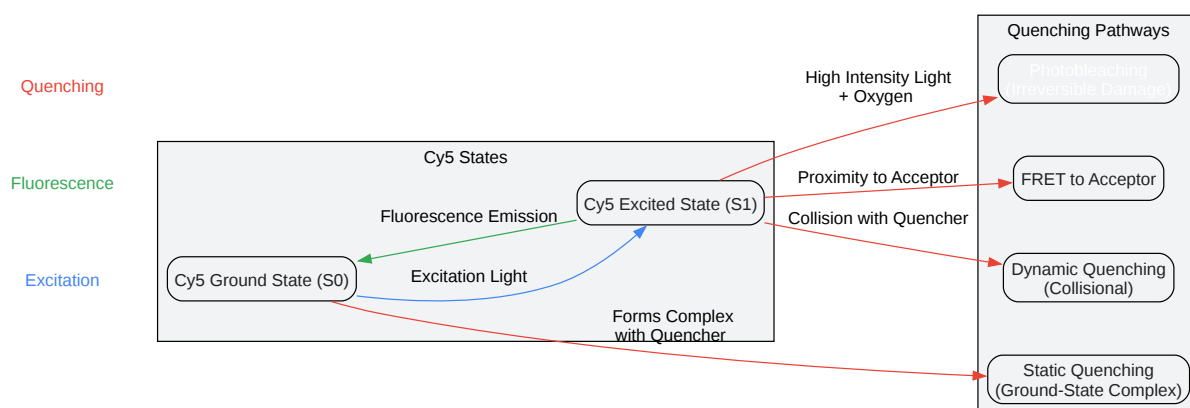 Quenching Pathways
Quenching
High Intensity Light
+ Oxygen
Photobleaching
(Irreversible Damage)
Cy5 States
Fluorescence
Cy5 Excited State (S1)
Proximity to Acceptor
FRET to Acceptor
Fluorescence Emission
Collision with Quencher
Excitation
Cy5 Ground State (S0)
Excitation Light
Dynamic Quenching
(Collisional)
Forms Complex
with Quencher
Static Quenching
(Ground-State Complex)